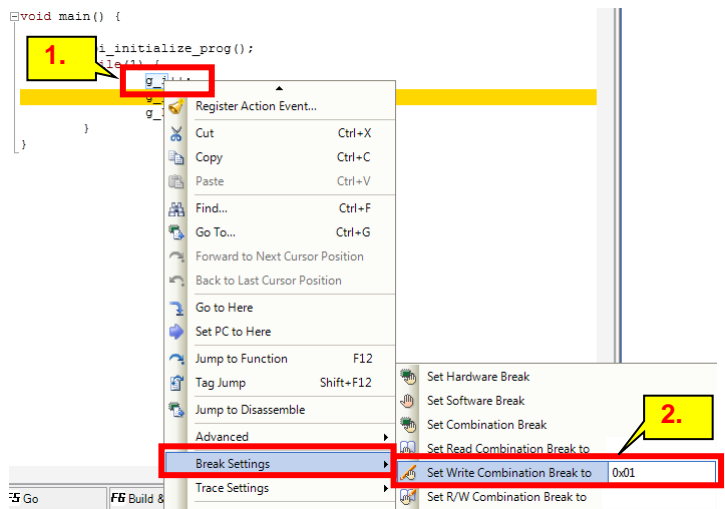 void main() {
i_initialize_prog();
1.
ile(1) {
g_i++;
g_
g_
}
}
Register Action Event...
Cut Ctrl+X
Copy Ctrl+C
Paste Ctrl+V
Find... Ctrl+F
Go To... Ctrl+G
Forward to Next Cursor Position
Back to Last Cursor Position
Go to Here
Set PC to Here
Jump to Function F12
Tag Jump Shift+F12
Jump to Disassemble
Advanced
Break Settings
Trace Settings
Set Hardware Break
Set Software Break
Set Combination Break
2.
Set Read Combination Break to
Set Write Combination Break to 0x01
Set R/W Combination Break to
F5 Go
F6 Build &